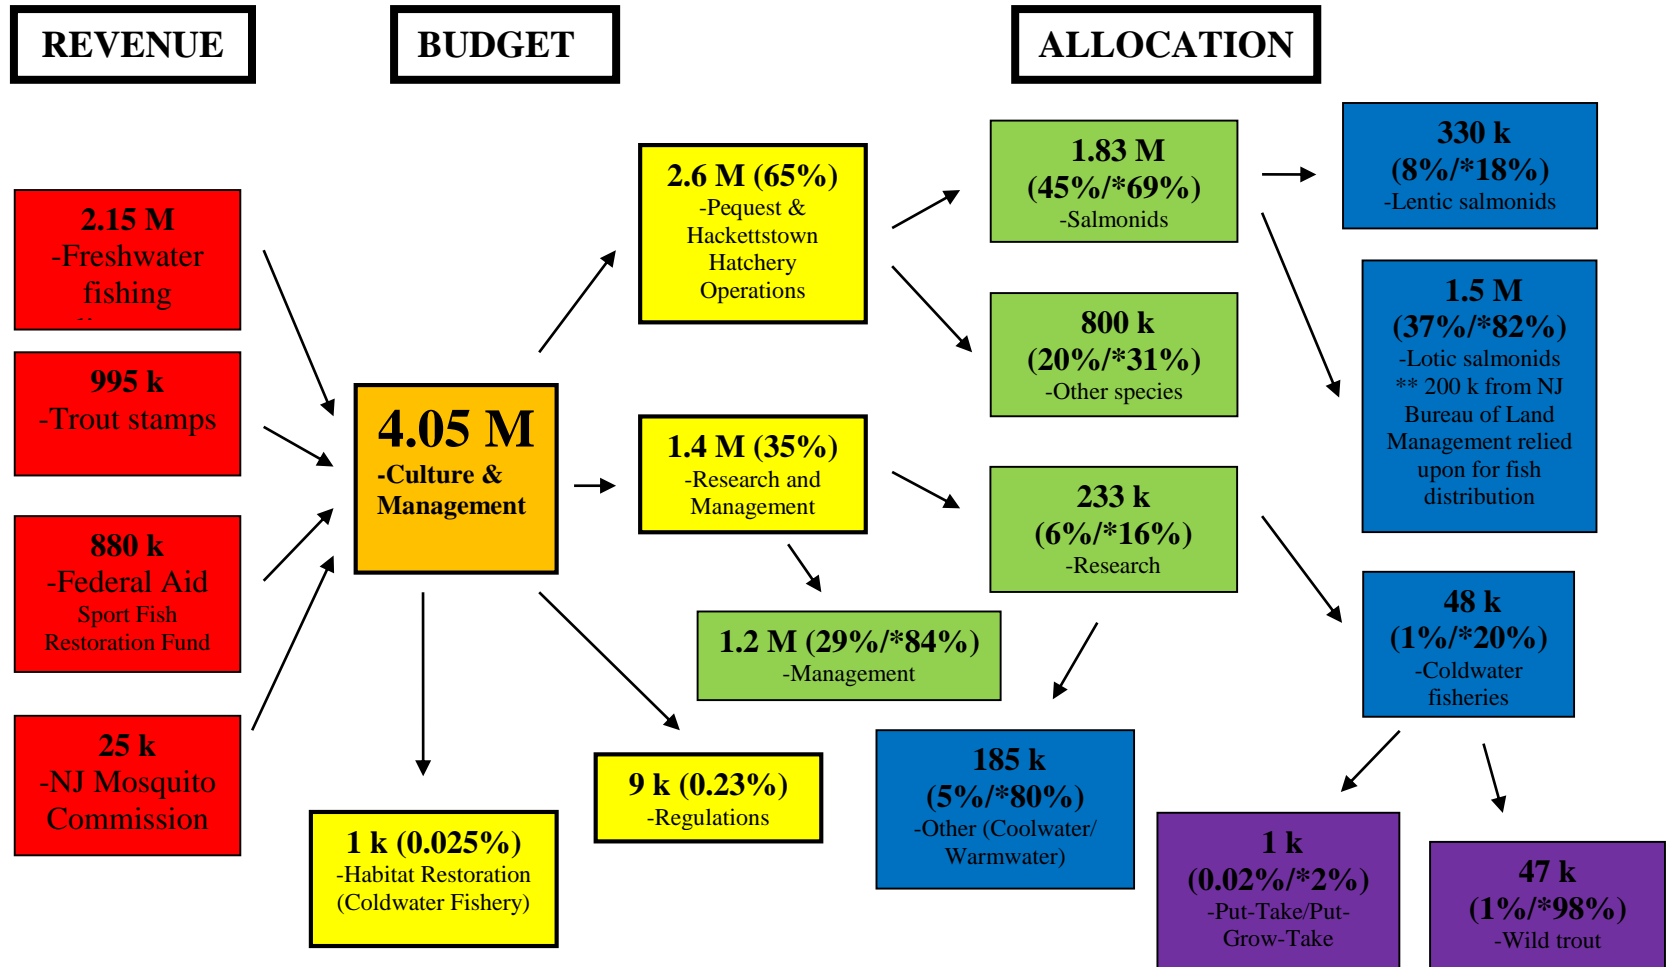 REVENUE
BUDGET
ALLOCATION
2.15 M
-Freshwater
fishing
995 k
-Trout stamps
880 k
-Federal Aid
Sport Fish
Restoration Fund
25 k
-NJ Mosquito
Commission
4.05 M
-Culture &
Management
2.6 M (65%)
-Pequest &
Hackettstown
Hatchery
Operations
1.4 M (35%)
-Research and
Management
9 k (0.23%)
-Regulations
1 k (0.025%)
-Habitat Restoration
(Coldwater Fishery)
1.83 M
(45%/*69%)
-Salmonids
800 k
(20%/*31%)
-Other species
233 k
(6%/*16%)
-Research
1.2 M (29%/*84%)
-Management
330 k
(8%/*18%)
-Lentic salmonids
1.5 M
(37%/*82%)
-Lotic salmonids
** 200 k from NJ
Bureau of Land
Management relied
upon for fish
distribution
48 k
(1%/*20%)
-Coldwater
fisheries
185 k
(5%/*80%)
-Other (Coolwater/
Warmwater)
1 k
(0.02%/*2%)
-Put-Take/Put-
Grow-Take
47 k
(1%/*98%)
-Wild trout